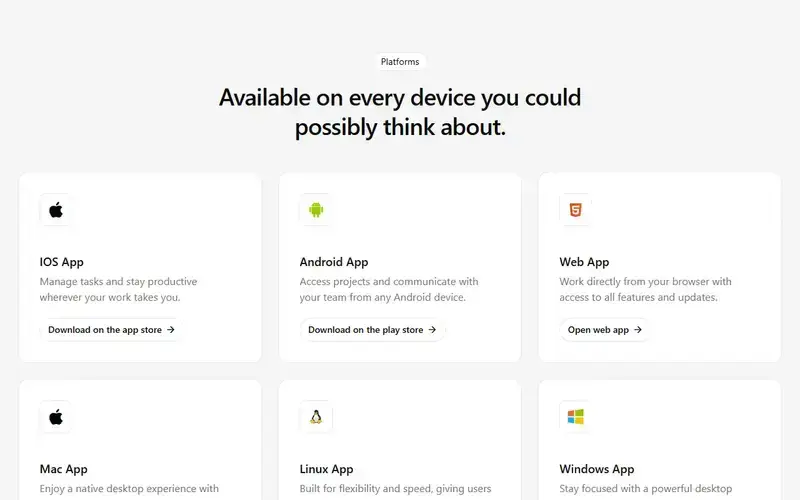 Platforms
Available on every device you could
possibly think about.
IOS App
Manage tasks and stay productive
wherever your work takes you.
Download on the app store →
Android App
Access projects and communicate with
your team from any Android device.
Download on the play store →
Web App
Work directly from your browser with
access to all features and updates.
Open web app →
Mac App
Enjoy a native desktop experience with
Linux App
Built for flexibility and speed, giving users
Windows App
Stay focused with a powerful desktop